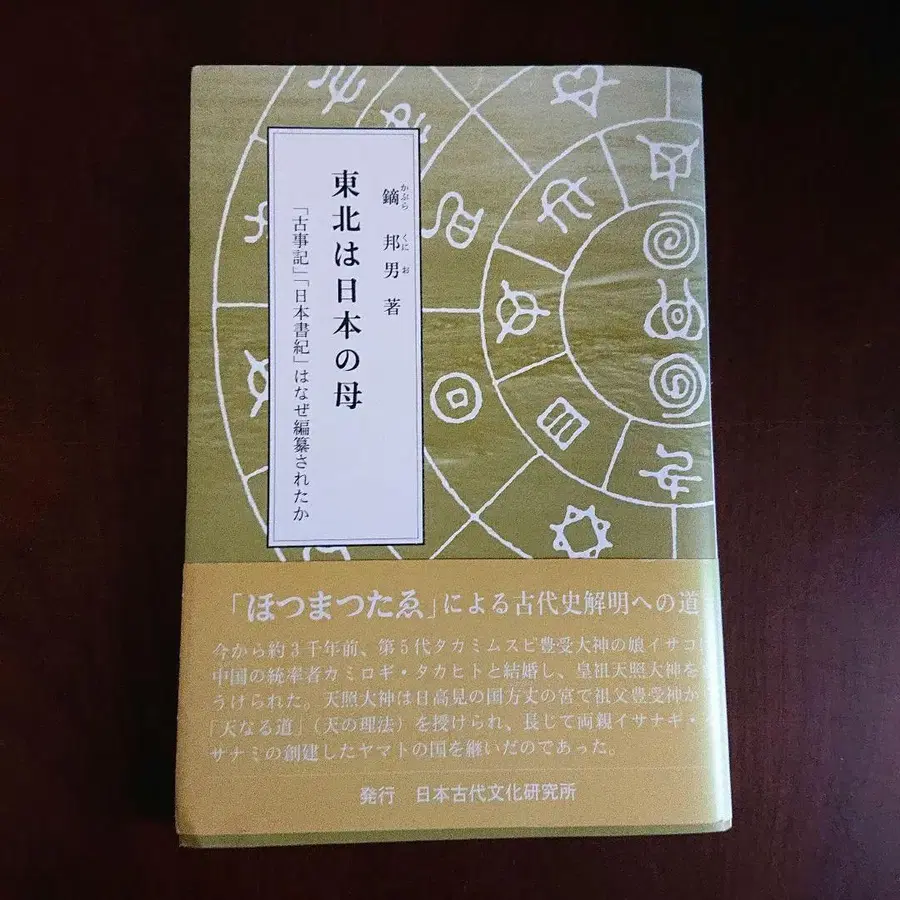 鏑 邦男 著
かぶら くにお
東北は日本の母
「古事記」「日本書紀」はなぜ編纂されたか
「ほつまつたゑ」による古代史解明への道
今から約3千年前、第5代タカミムスビ豊受大神の娘イサコ
中国の統率者カミロギ・タカヒトと結婚し、皇祖天照大神を
うけられた。天照大神は日高見の国方丈の宮で祖父豊受神か
「天なる道」（天の理法）を授けられ、長じて両親イサナギ・
サナミの創建したヤマトの国を継いだのであった。
発行 日本古代文化研究所